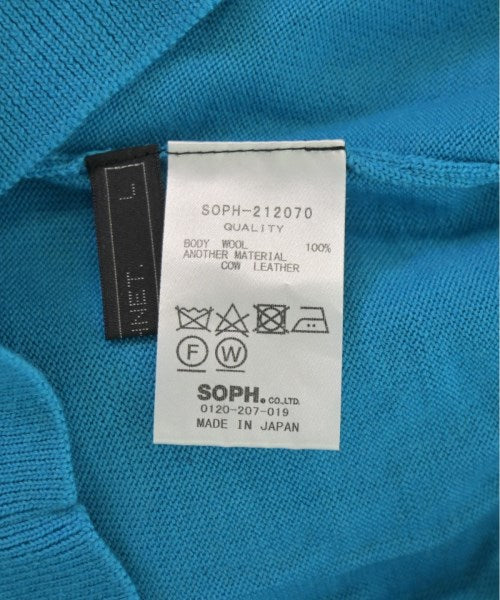 SOPH-212070
QUALITY
BODY WOOL 100%
ANOTHER MATERIAL
COW LEATHER
F W
SOPH. CO.,LTD.
0120-207-019
MADE IN JAPAN
INET. L